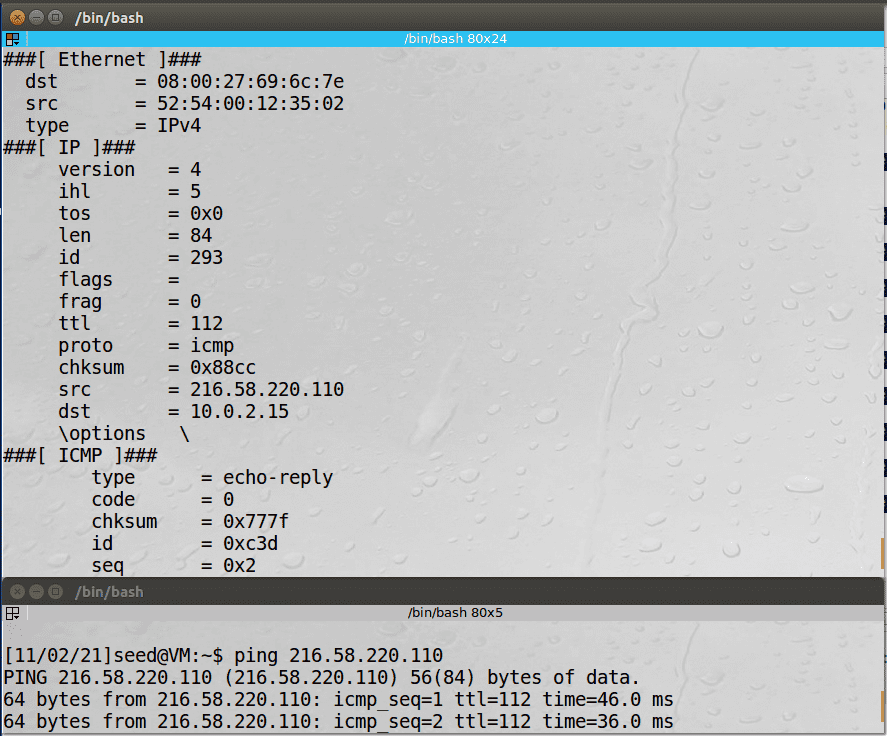 /bin/bash
/bin/bash 80x24
###[ Ethernet ]###
  dst       = 08:00:27:69:6c:7e
  src       = 52:54:00:12:35:02
  type      = IPv4
###[ IP ]###
     version   = 4
     ihl       = 5
     tos       = 0x0
     len       = 84
     id        = 293
     flags     =
     frag      = 0
     ttl       = 112
     proto     = icmp
     chksum    = 0x88cc
     src       = 216.58.220.110
     dst       = 10.0.2.15
     \options   \
###[ ICMP ]###
        type      = echo-reply
        code      = 0
        chksum    = 0x777f
        id        = 0xc3d
        seq       = 0x2
/bin/bash
/bin/bash 80x5
[11/02/21]seed@VM:~$ ping 216.58.220.110
PING 216.58.220.110 (216.58.220.110) 56(84) bytes of data.
64 bytes from 216.58.220.110: icmp_seq=1 ttl=112 time=46.0 ms
64 bytes from 216.58.220.110: icmp_seq=2 ttl=112 time=36.0 ms